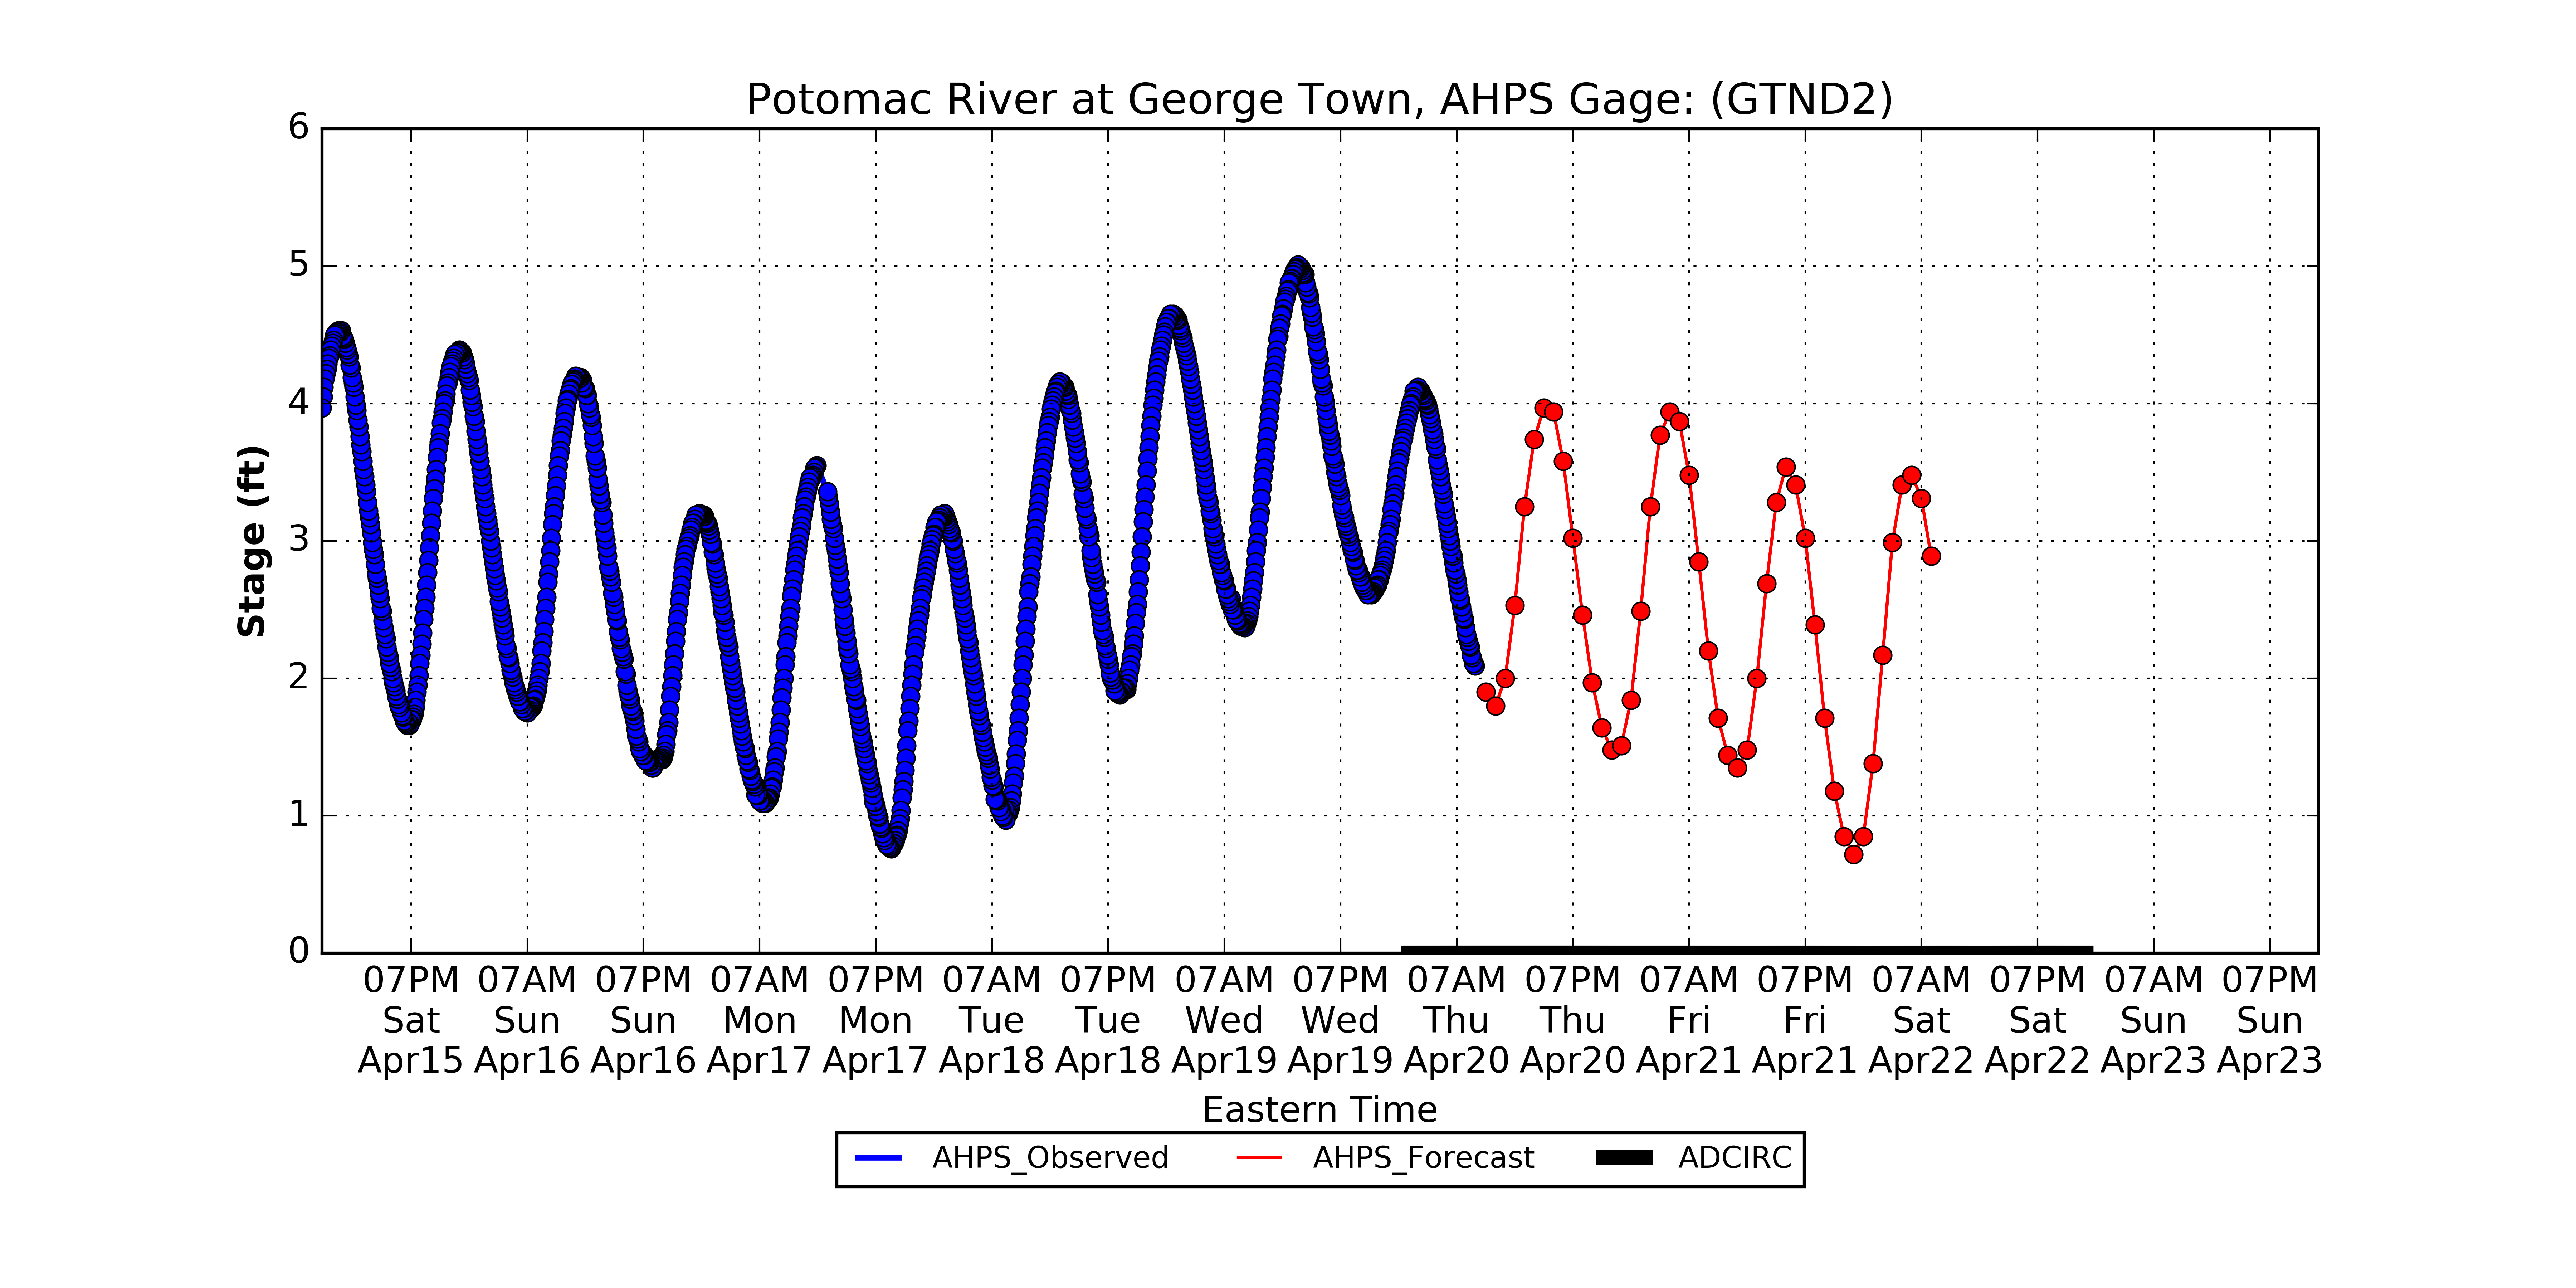 Potomac River at George Town, AHPS Gage: (GTND2)
6
5
4
3
2
1
0
Stage (ft)
07PM 07AM 07PM 07AM 07PM 07AM 07PM 07AM 07PM 07AM 07PM 07AM 07PM 07AM 07PM 07AM 07PM
Sat Sun Sun Mon Mon Tue Tue Wed Wed Thu Thu Fri Fri Sat Sat Sun Sun
Apr15 Apr16 Apr16 Apr17 Apr17 Apr18 Apr18 Apr19 Apr19 Apr20 Apr20 Apr21 Apr21 Apr22 Apr22 Apr23 Apr23
Eastern Time
AHPS_Observed AHPS_Forecast ADCIRC